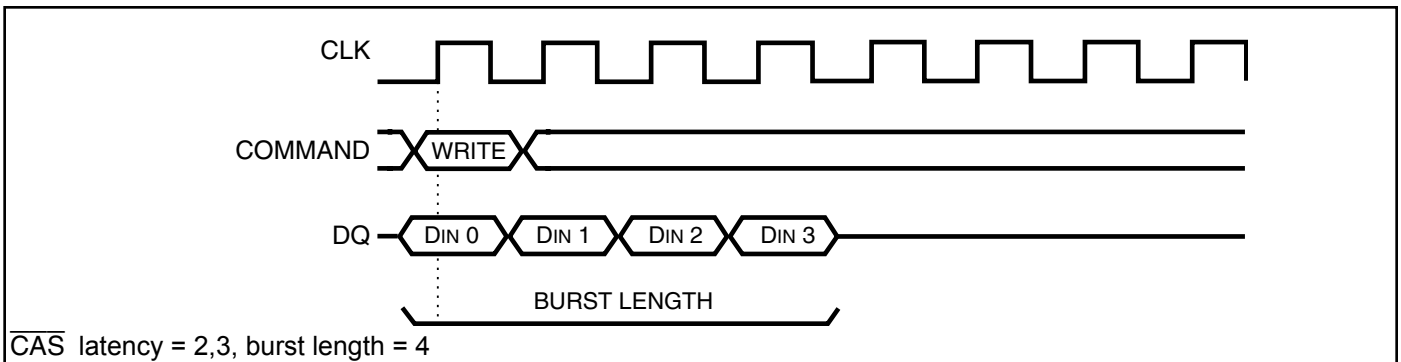 CLK
COMMAND WRITE
DQ DIN 0 DIN 1 DIN 2 DIN 3
BURST LENGTH
CAS latency = 2,3, burst length = 4